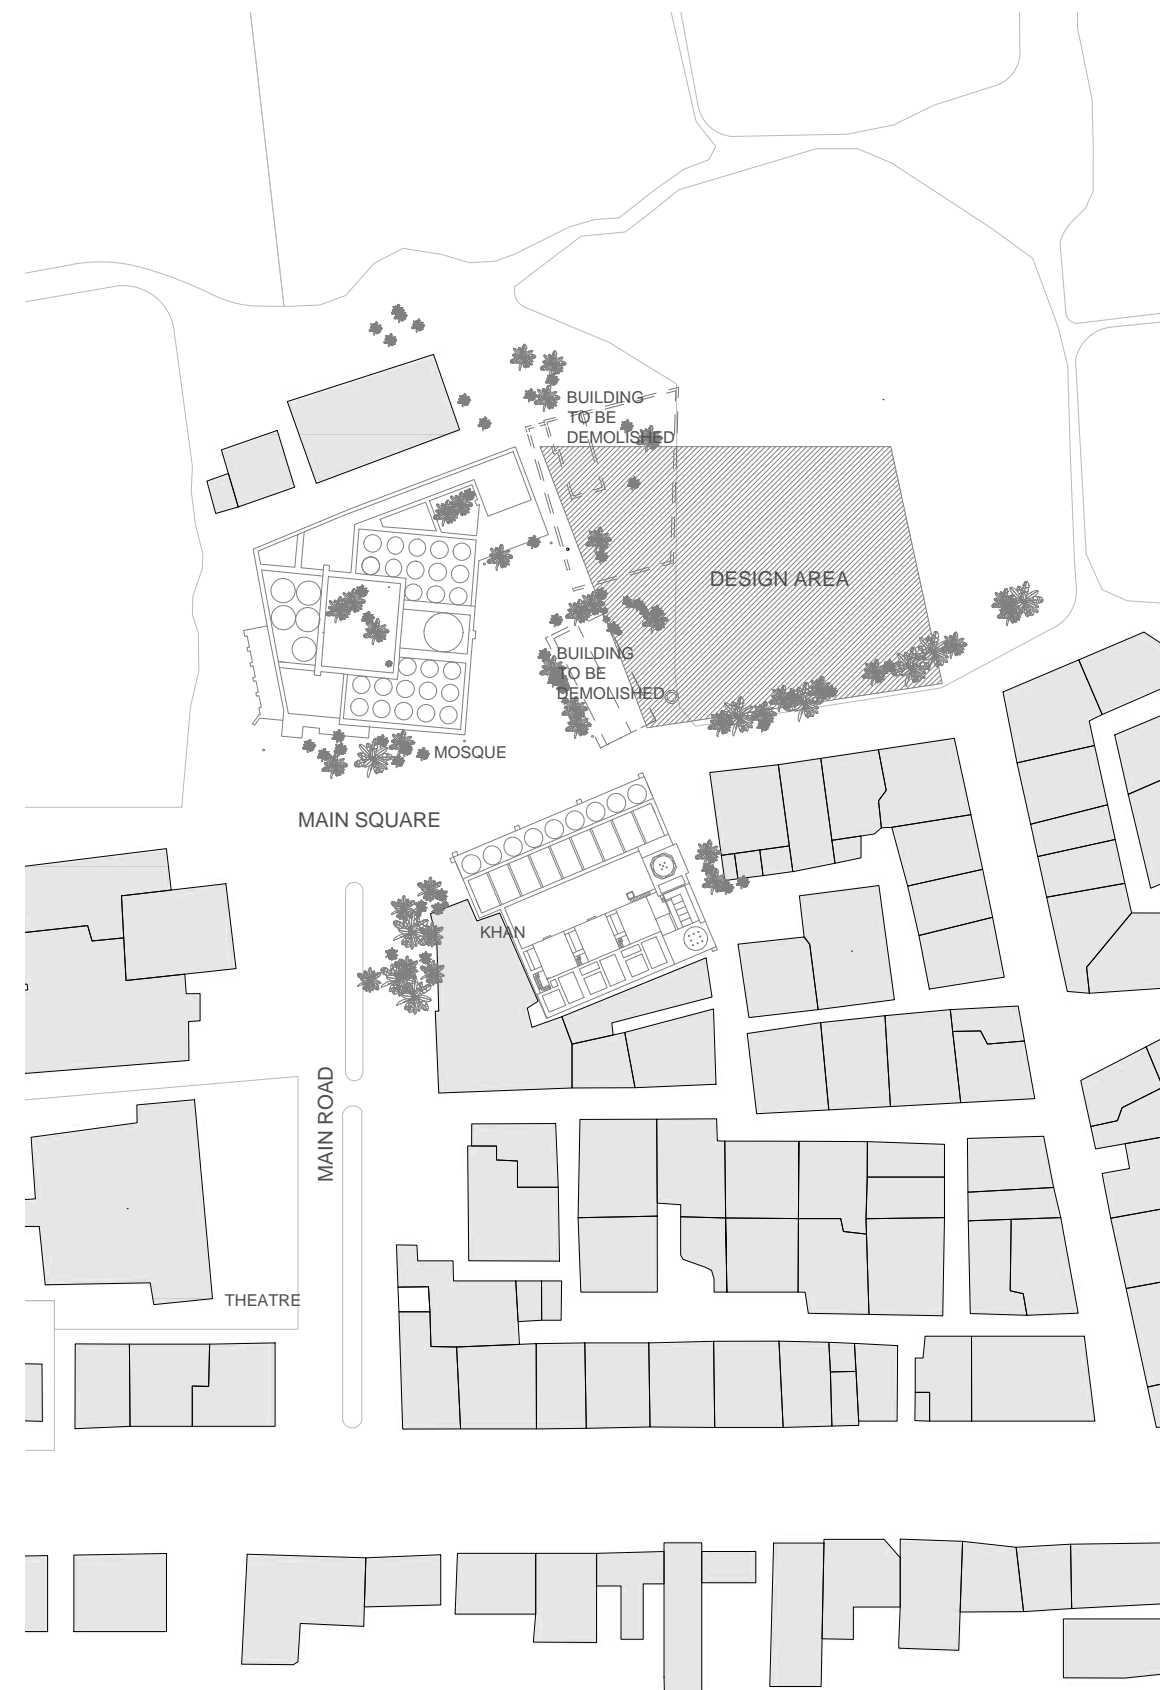 BUILDING
TO BE
DEMOLISHED
DESIGN AREA
BUILDING
TO BE
DEMOLISHED
MOSQUE
MAIN SQUARE
KHAN
MAIN ROAD
THEATRE